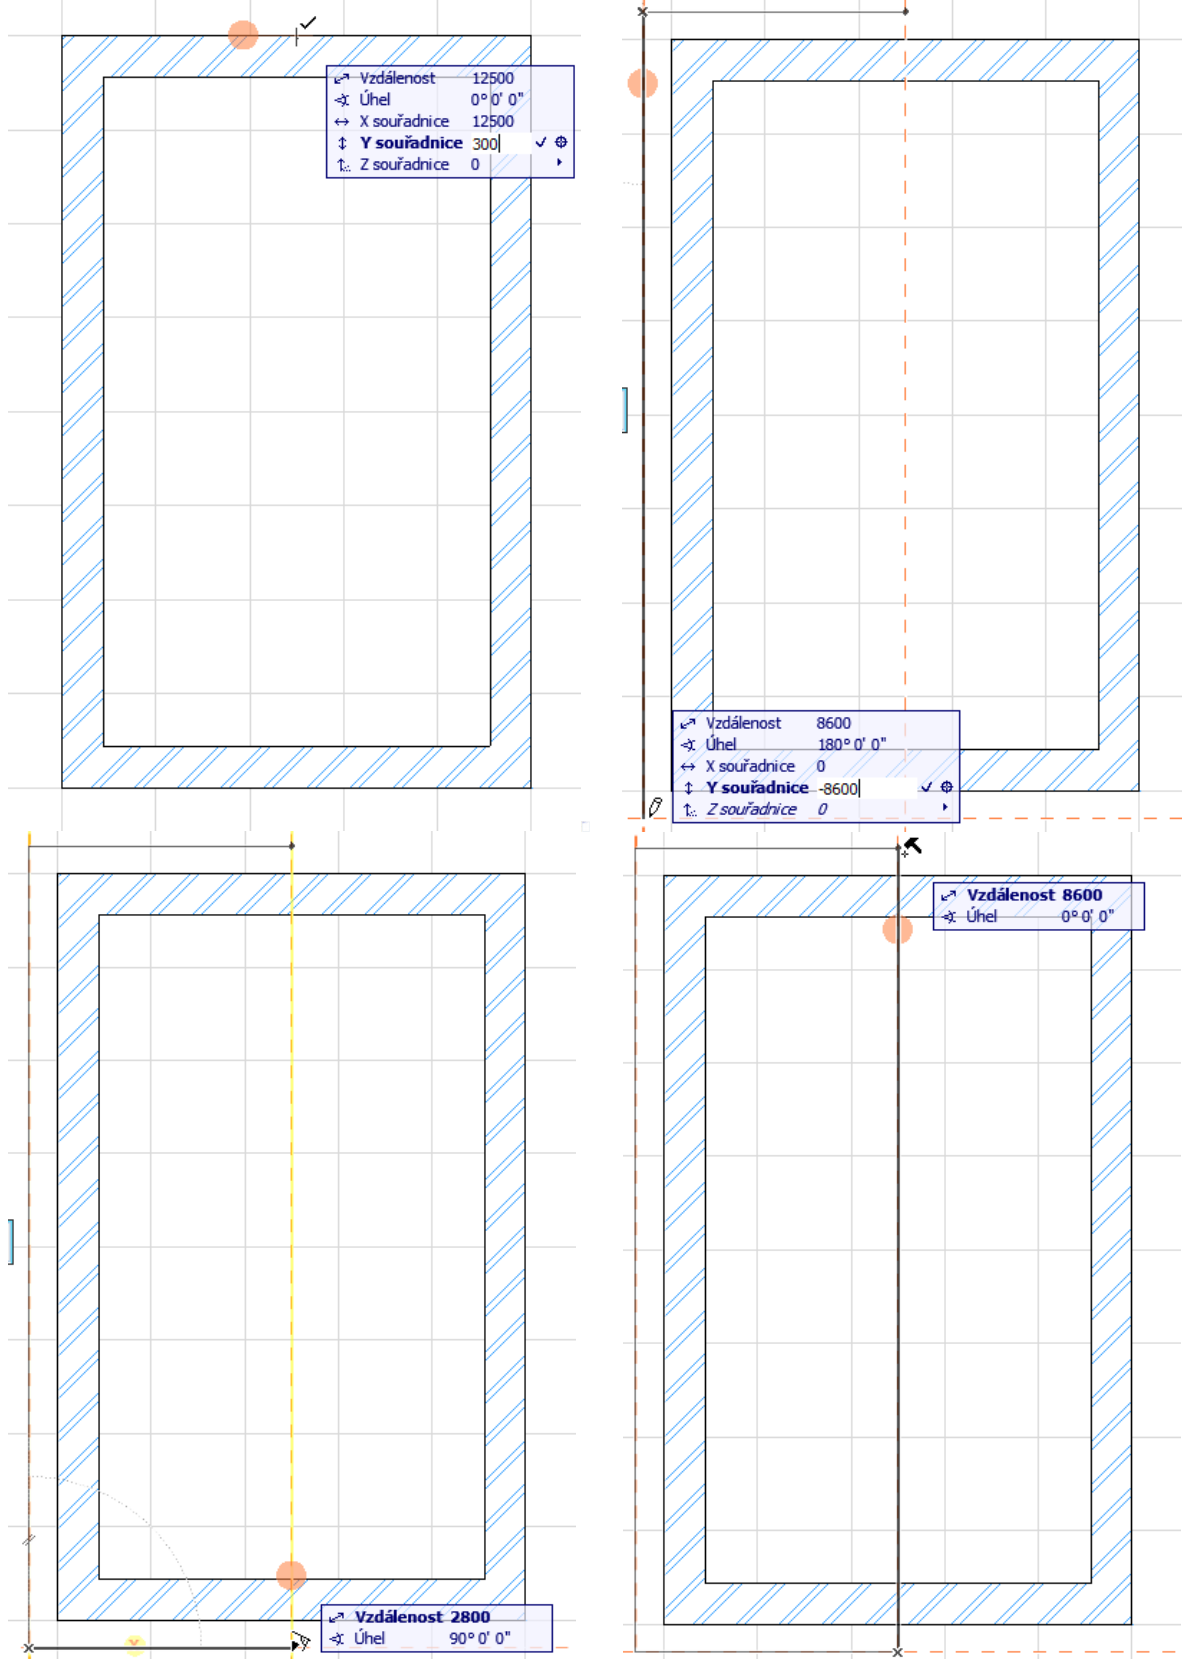 Vzdálenost 12500
Úhel 0° 0' 0"
X souřadnice 12500
Y souřadnice 300
Z souřadnice 0
Vzdálenost 8600
Úhel 180° 0' 0"
X souřadnice 0
Y souřadnice -8600
Z souřadnice 0
Vzdálenost 2800
Úhel 90° 0' 0"
Vzdálenost 8600
Úhel 0° 0' 0"